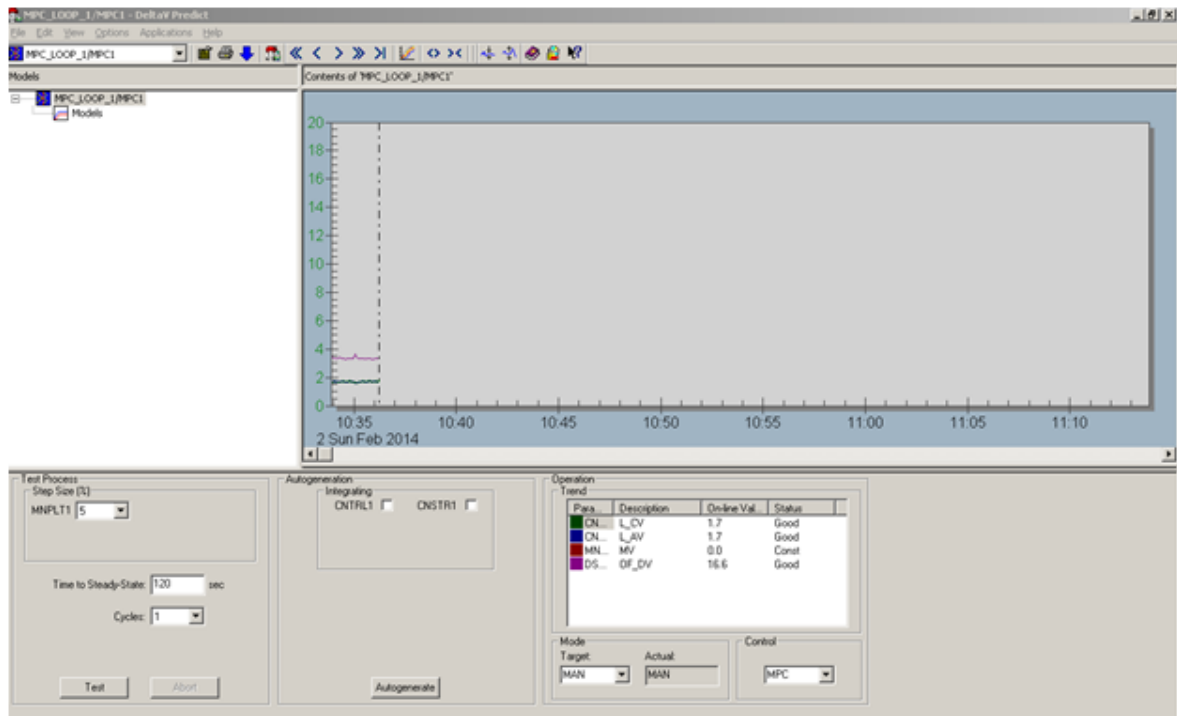 MPC_LOOP_1/MPC1 - DeltaV Predict
File Edit View Options Applications Help
MPC_LOOP_1/MPC1
Models
Contents of 'MPC_LOOP_1/MPC1'
MPC_LOOP_1/MPC1
Models
20
18
16
14
12
10
8
6
4
2
0
10:35 10:40 10:45 10:50 10:55 11:00 11:05 11:10
2 Sun Feb 2014
Test Process
Step Size (%)
MNPLT1 5
Time to Steady-State: 120 sec
Cycles: 1
Test Abort
Autogeneration
Integrating
CNTRL1 CNSTR1
Autogenerate
Operation
Trend
Para... Description On-line Val... Status
CN... L_CV 1.7 Good
CN... L_AV 1.7 Good
MN... MV 0.0 Const
DS... OF_DV 16.6 Good
Mode
Target: Actual:
MAN MAN
Control
MPC